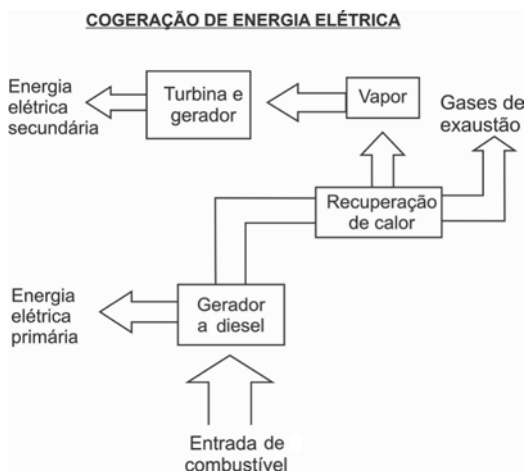 COGERAÇÃO DE ENERGIA ELÉTRICA
Energia
elétrica
secundária
Turbina e
gerador
Vapor
Gases de
exaustão
Recuperação
de calor
Energia
elétrica
primária
Gerador
a diesel
Entrada de
combustível